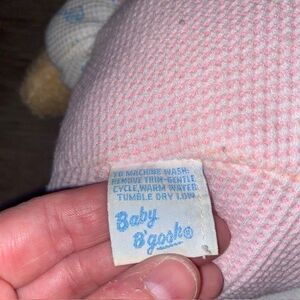 TO MACHINE WASH:
REMOVE TRIM-GENTLE
CYCLE, WARM WATER
TUMBLE DRY LOW
Baby
B'gosh®